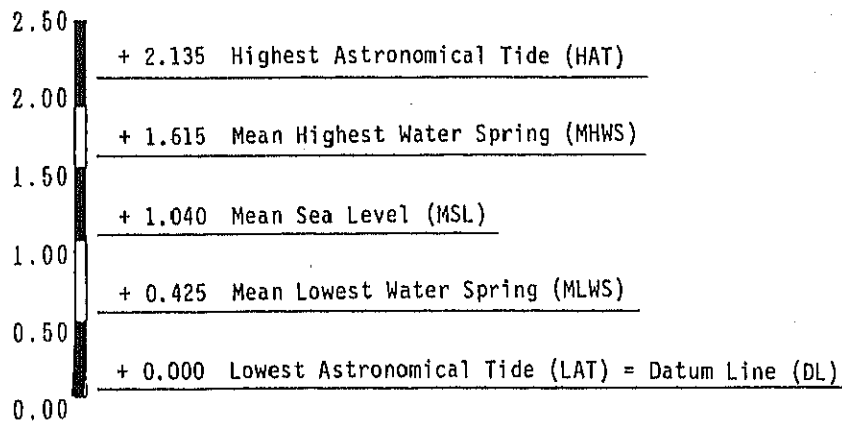 2.50
+ 2.135 Highest Astronomical Tide (HAT)
2.00
+ 1.615 Mean Highest Water Spring (MHWS)
1.50
+ 1.040 Mean Sea Level (MSL)
1.00
+ 0.425 Mean Lowest Water Spring (MLWS)
0.50
+ 0.000 Lowest Astronomical Tide (LAT) = Datum Line (DL)
0.00